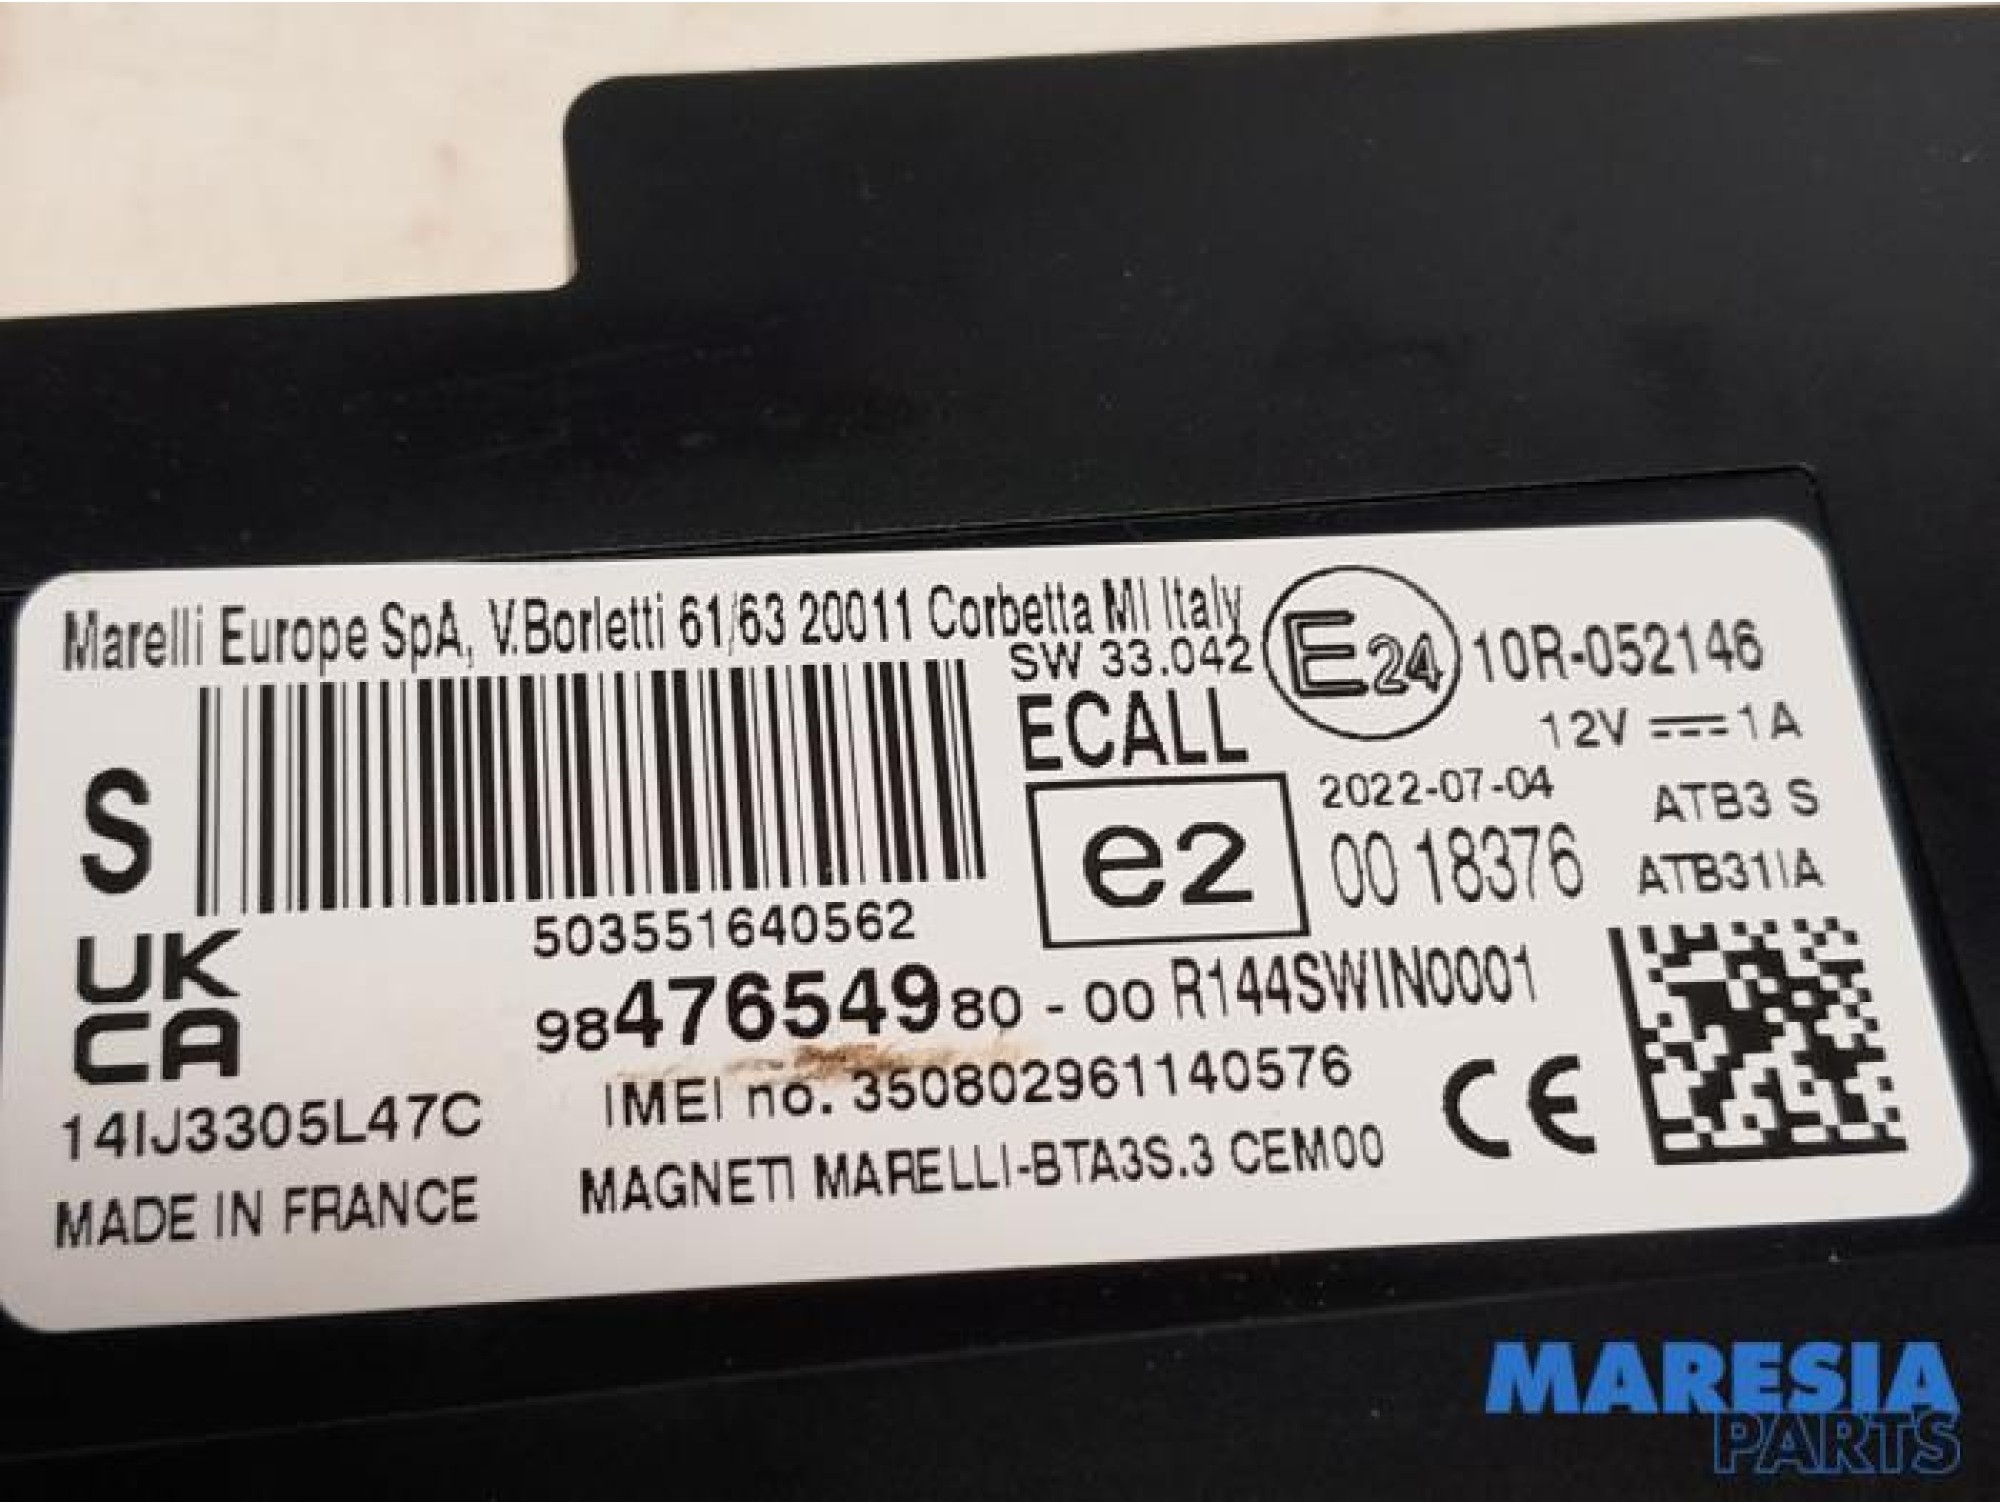 Marelli Europe SpA, V.Borletti 61/63 20011 Corbetta MI Italy
SW 33.042
E24 10R-052146
ECALL
12V 1A
S
e2
2022-07-04
ATB3 S
00 18376
ATB31IA
503551640562
UK
CA
9847654980 - 00 R144SWIN0001
IMEI no. 350802961140576
CE
14IJ3305L47C
MAGNETI MARELLI-BTA3S.3 CEM00
MADE IN FRANCE
MARESIA
PARTS